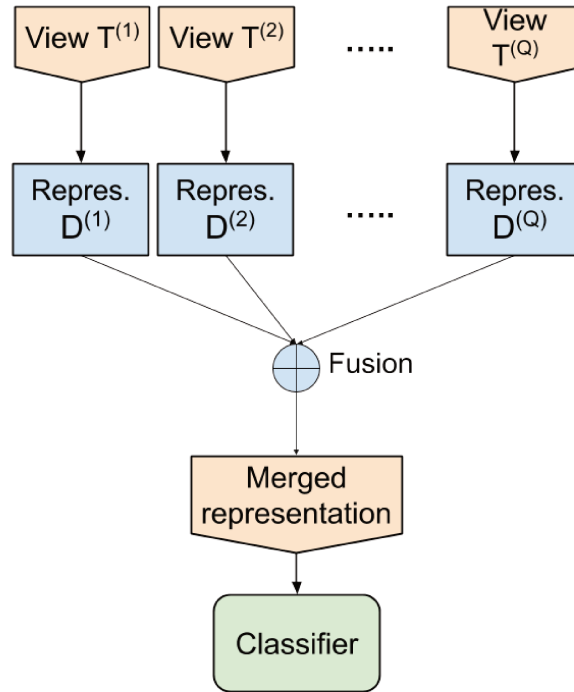 View T⁽¹⁾ View T⁽²⁾ ..... View T⁽Q⁾
Repres. Repres. Repres.
D⁽¹⁾ D⁽²⁾ ..... D⁽Q⁾
Fusion
Merged
representation
Classifier